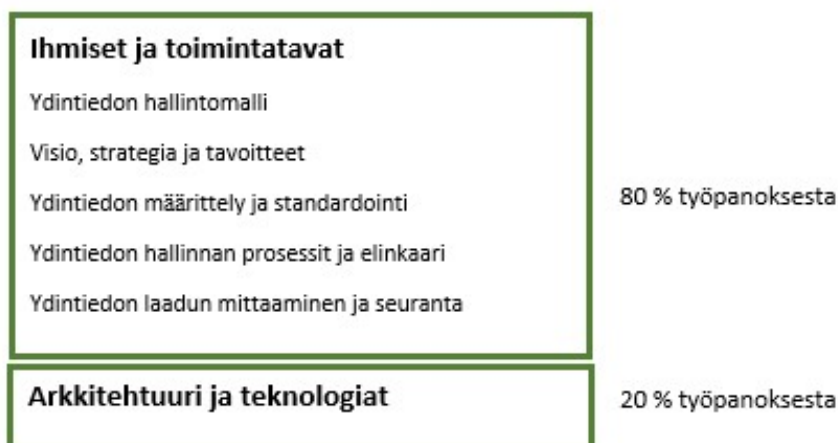 Ihmiset ja toimintatavat
Ydintiedon hallintomalli
Visio, strategia ja tavoitteet
Ydintiedon määrittely ja standardointi
80 % työpanoksesta
Ydintiedon hallinnan prosessit ja elinkaari
Ydintiedon laadun mittaaminen ja seuranta
Arkkitehtuuri ja teknologiat
20 % työpanoksesta